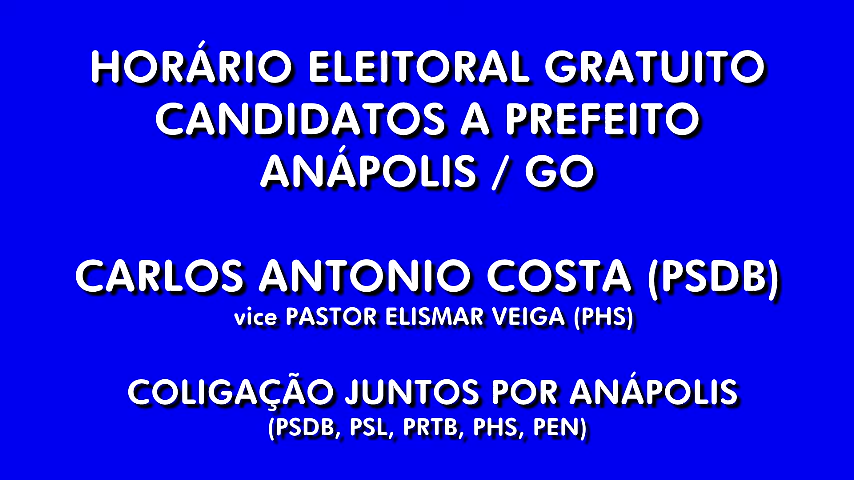 HORÁRIO ELEITORAL GRATUITO
CANDIDATOS A PREFEITO
ANÁPOLIS / GO
CARLOS ANTONIO COSTA (PSDB)
vice PASTOR ELISMAR VEIGA (PHS)
COLIGAÇÃO JUNTOS POR ANÁPOLIS
(PSDB, PSL, PRTB, PHS, PEN)